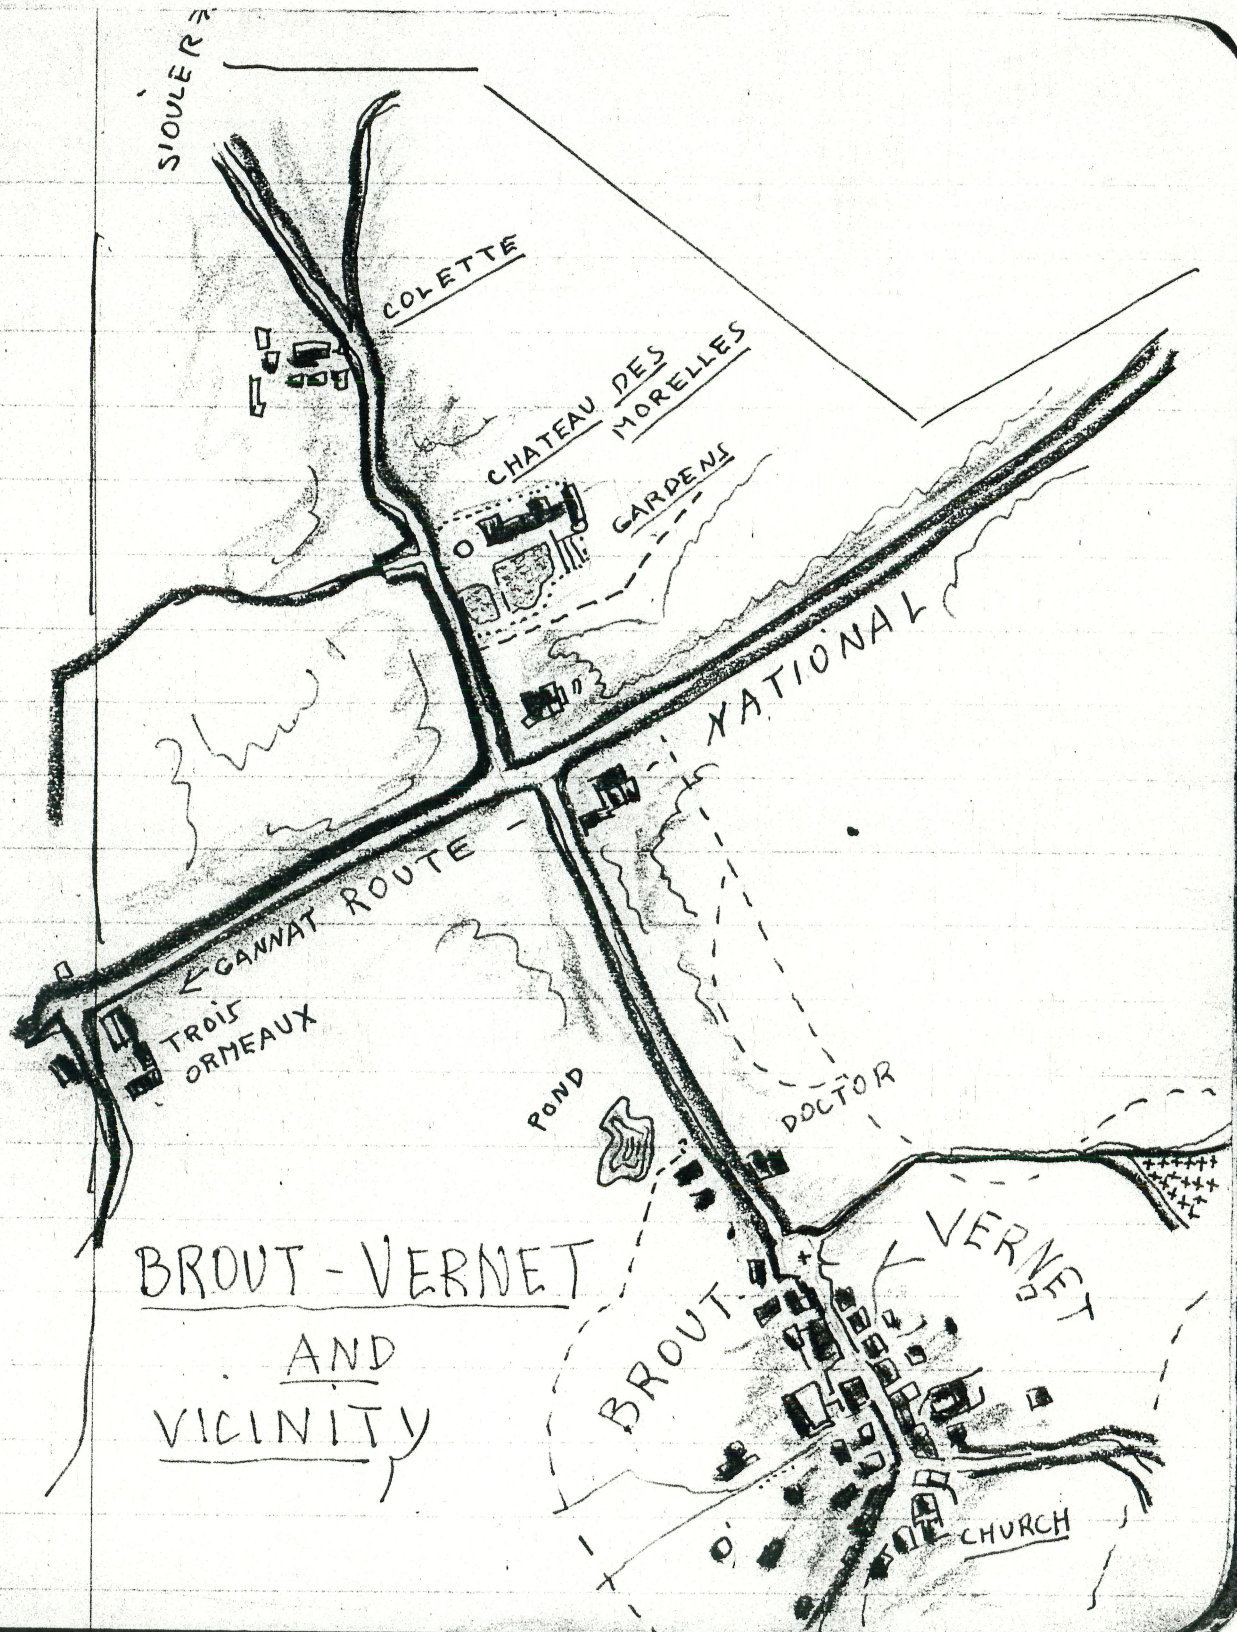 SIOULE R
COLETTE
CHATEAU DES
MORELLES
GARDENS
NATIONAL
ROUTE -
← GANNAT
TROIS
ORMEAUX
POND
DOCTOR
BROUT-VERNET
AND
VICINITY
BROUT-
VERNET
CHURCH